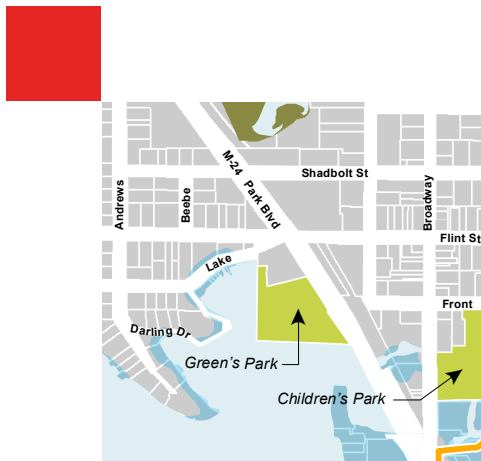 Shadbolt St
M-24 Park Blvd
Andrews
Beebe
Broadway
Flint St
Lake
Front
Darling Dr
Green's Park
Children's Park